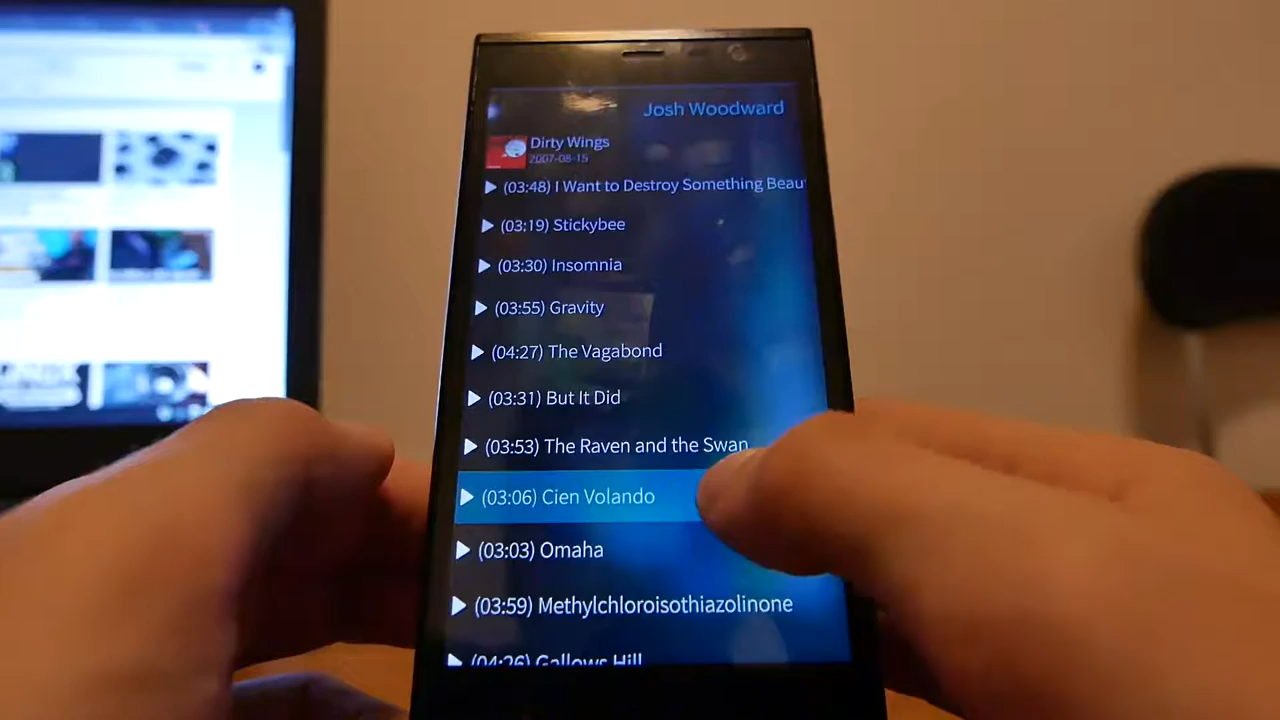 Josh Woodward
Dirty Wings
2007-08-15
(03:48) I Want to Destroy Something Beau
(03:19) Stickybee
(03:30) Insomnia
(03:55) Gravity
(04:27) The Vagabond
(03:31) But It Did
(03:53) The Raven and the Swan
(03:06) Cien Volando
(03:03) Omaha
(03:59) Methylchloroisothiazolinone
(04:26) Gallows Hill